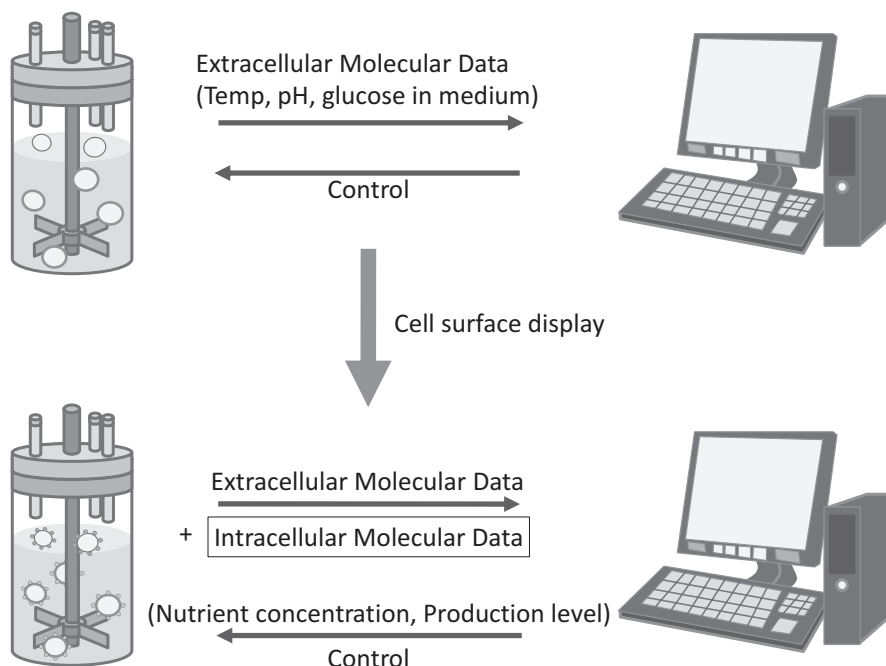 Extracellular Molecular Data
(Temp, pH, glucose in medium)
Control
Cell surface display
Extracellular Molecular Data
+ Intracellular Molecular Data
(Nutrient concentration, Production level)
Control